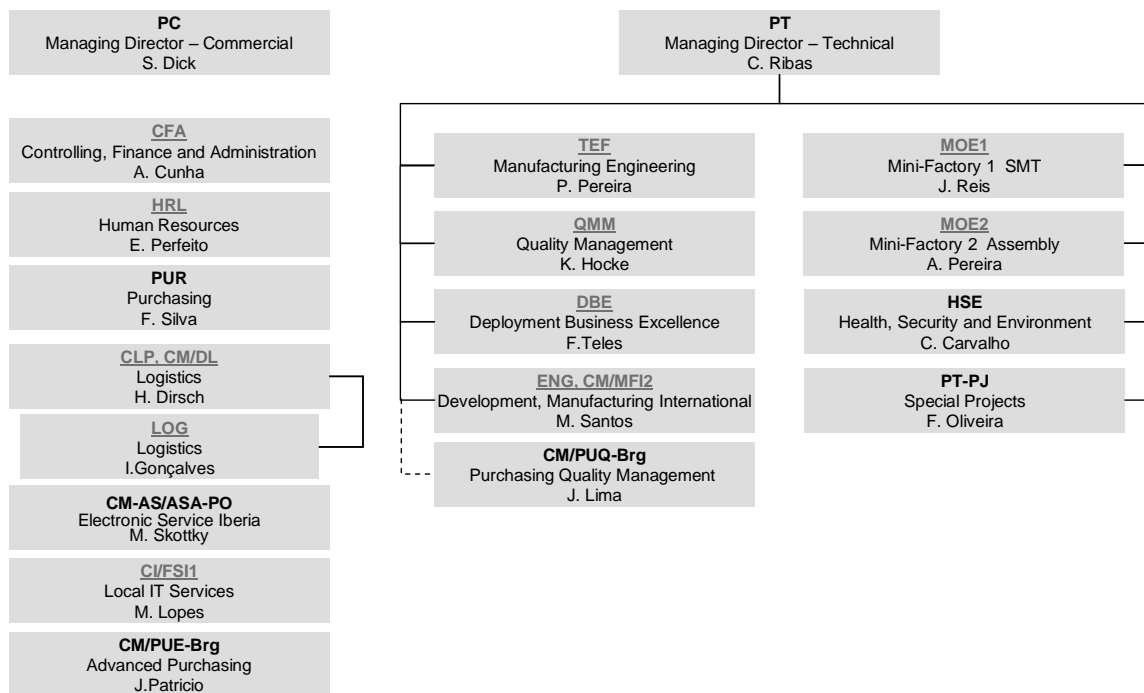 PC
Managing Director – Commercial
S. Dick
PT
Managing Director – Technical
C. Ribas
CFA
Controlling, Finance and Administration
A. Cunha
HRL
Human Resources
E. Perfeito
PUR
Purchasing
F. Silva
CLP, CM/DL
Logistics
H. Dirsch
LOG
Logistics
I.Gonçalves
CM-AS/ASA-PO
Electronic Service Iberia
M. Skottky
CI/FSI1
Local IT Services
M. Lopes
CM/PUE-Brg
Advanced Purchasing
J.Patricio
TEF
Manufacturing Engineering
P. Pereira
QMM
Quality Management
K. Hocke
DBE
Deployment Business Excellence
F.Teles
ENG, CM/MFI2
Development, Manufacturing International
M. Santos
CM/PUQ-Brg
Purchasing Quality Management
J. Lima
MOE1
Mini-Factory 1 SMT
J. Reis
MOE2
Mini-Factory 2 Assembly
A. Pereira
HSE
Health, Security and Environment
C. Carvalho
PT-PJ
Special Projects
F. Oliveira